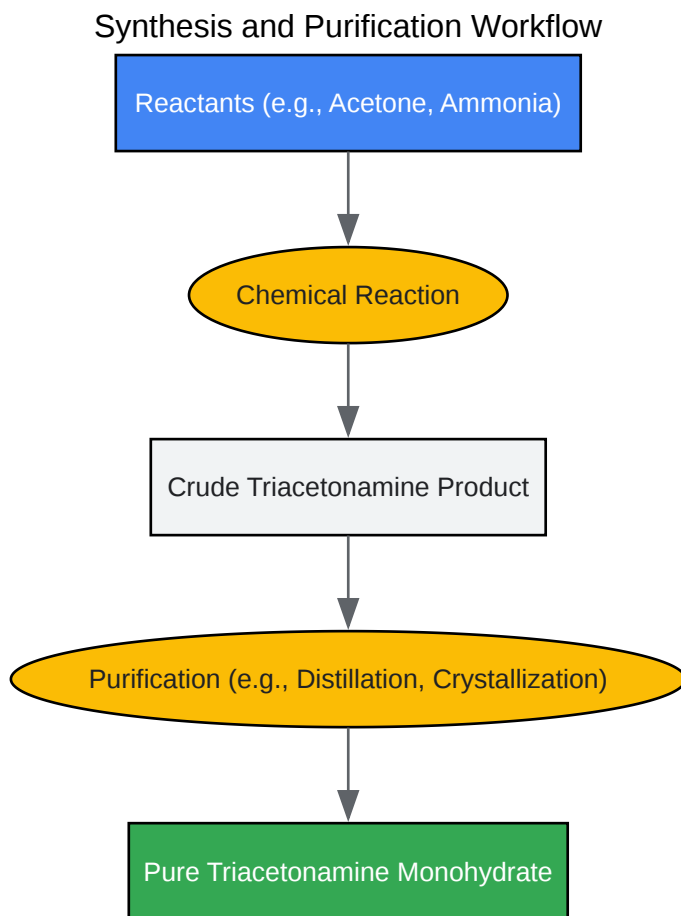 Synthesis and Purification Workflow
Reactants (e.g., Acetone, Ammonia)
Chemical Reaction
Crude Triacetonamine Product
Purification (e.g., Distillation, Crystallization)
Pure Triacetonamine Monohydrate